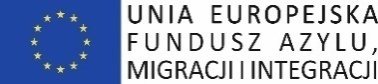 UNIA EUROPEJSKA
FUNDUSZ AZYLU,
MIGRACJI I INTEGRACJI